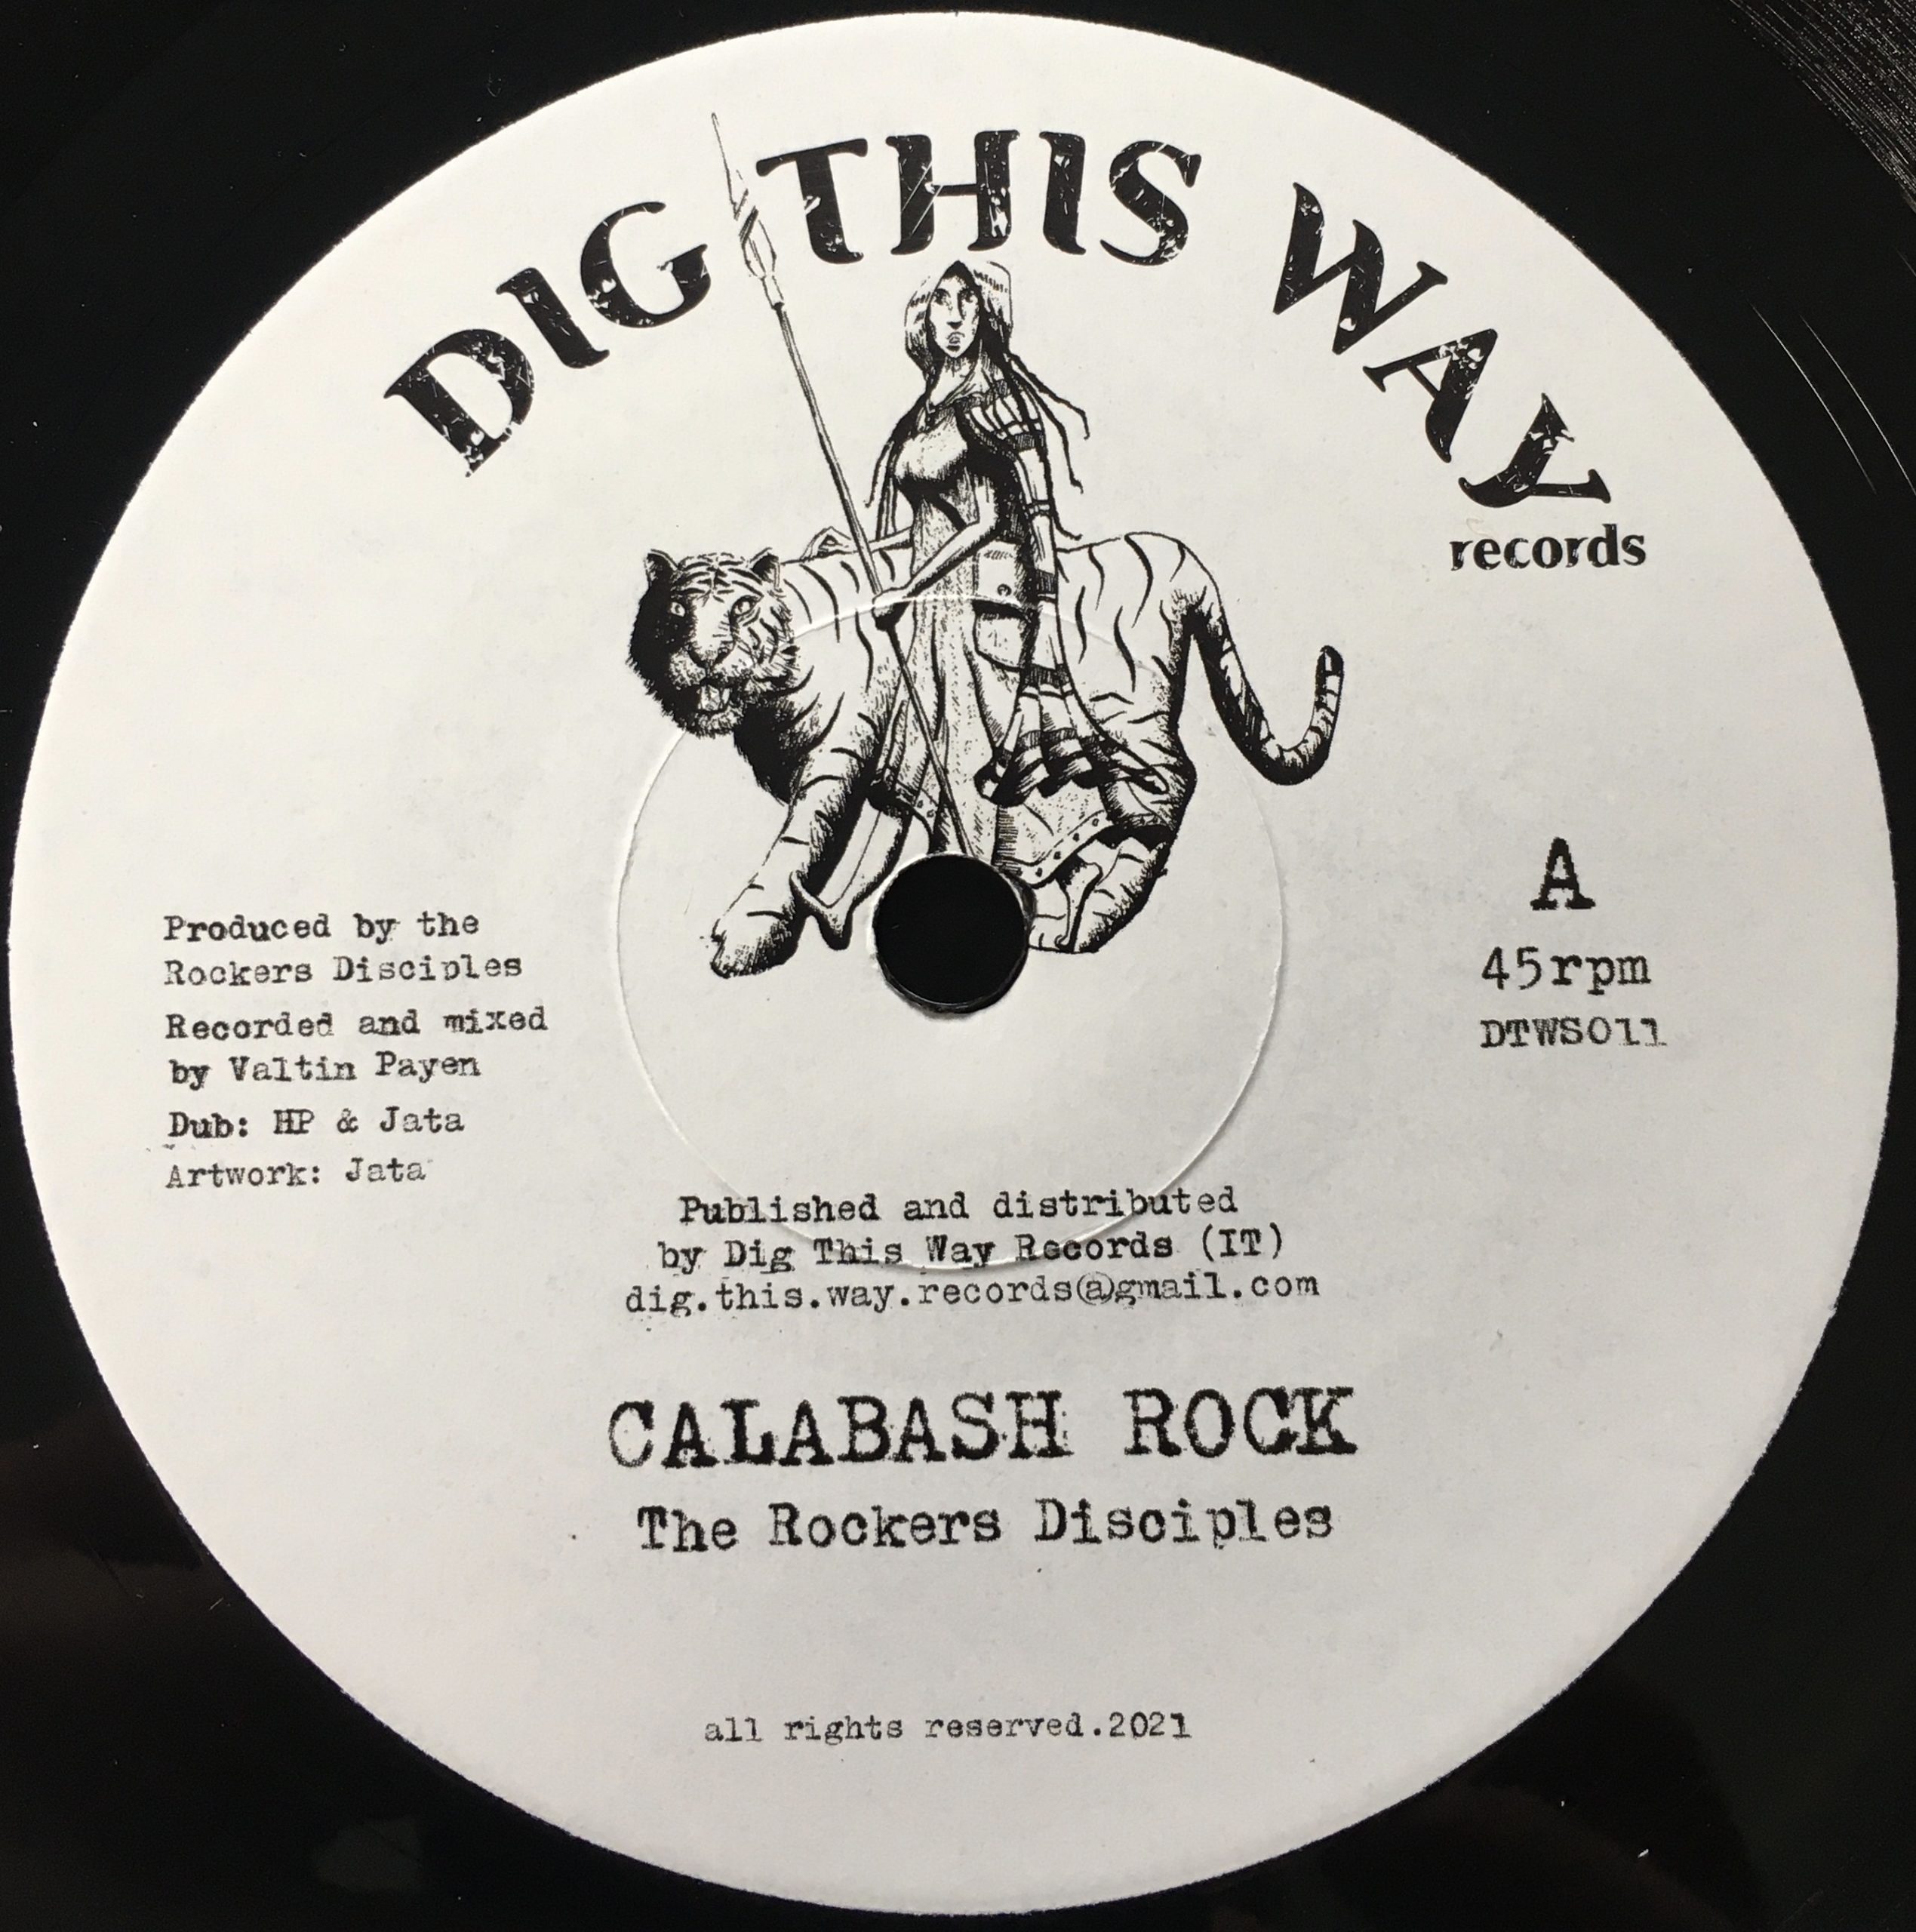 DIG THIS WAY
records
A
45rpm
DTWS011
Produced by the
Rockers Disciples
Recorded and mixed
by Valtin Payen
Dub: HP & Jata
Artwork: Jata
Published and distributed
by Dig This Way Records (IT)
dig.this.way.records@gmail.com
CALABASH ROCK
The Rockers Disciples
all rights reserved.2021